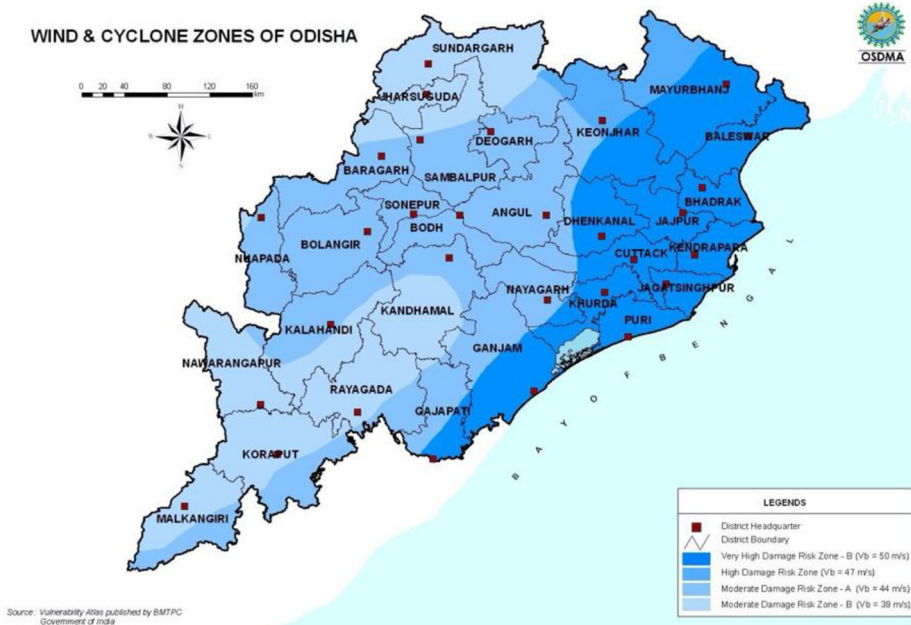 WIND & CYCLONE ZONES OF ODISHA
OSDMA
0 20 40 80 120 160
km
N
W E
S
SUNDARGARH
JHARSUGUDA
MAYURBHANJ
KEONJHAR
BALESWAR
DEOGARH
BARAGARH
SAMBALPUR
BHADRAK
SONEPUR
ANGUL
DHENKANAL
JAJPUR
BODH
BOLANGIR
KENDRAPARA
CUTTACK
NUAPADA
JAGATSINGHPUR
NAYAGARH
KHURDA
KANDHAMAL
PURI
KALAHANDI
GANJAM
NAWARANGAPUR
RAYAGADA
GAJAPATI
KORAPUT
MALKANGIRI
BAY OF BENGAL
LEGENDS
District Headquarter
District Boundary
Very High Damage Risk Zone - B (Vb = 50 m/s)
High Damage Risk Zone (Vb = 47 m/s)
Moderate Damage Risk Zone - A (Vb = 44 m/s)
Moderate Damage Risk Zone - B (Vb = 39 m/s)
Source : Vulnerability Atlas published by BMTPC
Government of India